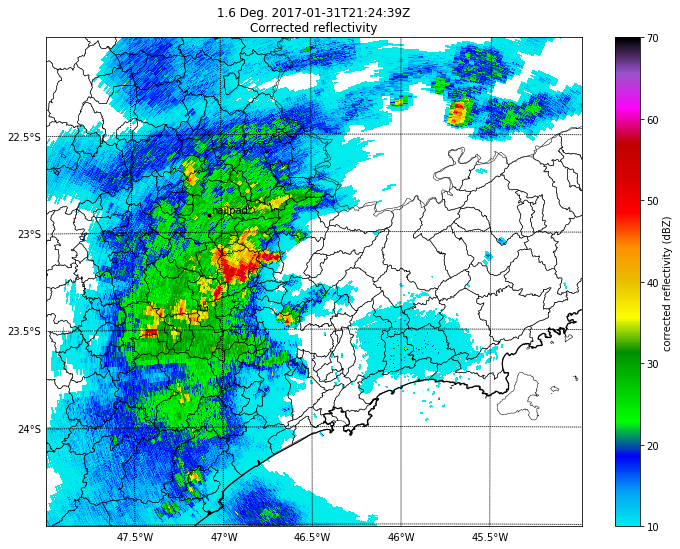 1.6 Deg. 2017-01-31T21:24:39Z
Corrected reflectivity
70
60
50
40
30
20
10
corrected reflectivity (dBZ)
22.5°S
23°S
23.5°S
24°S
hailpad
47.5°W
47°W
46.5°W
46°W
45.5°W